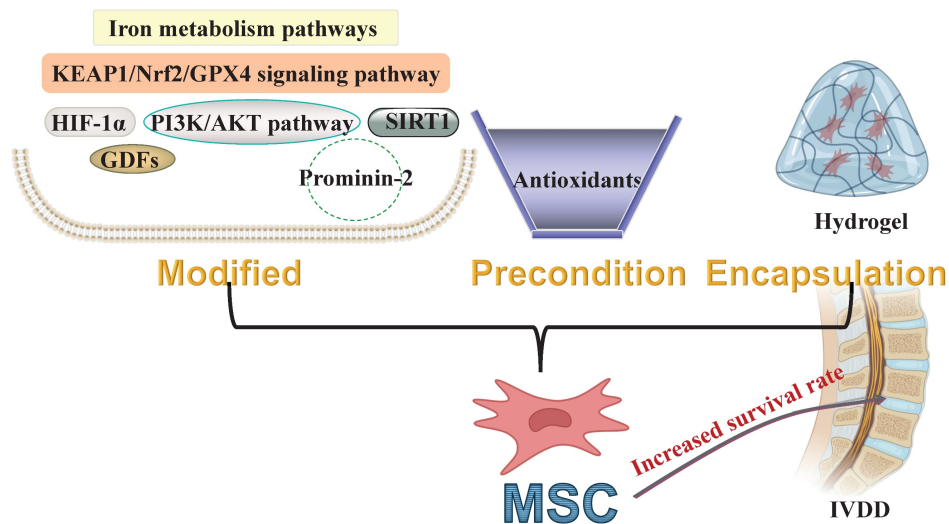 Iron metabolism pathways
KEAP1/Nrf2/GPX4 signaling pathway
HIF-1α
PI3K/AKT pathway
SIRT1
GDFs
Prominin-2
Antioxidants
Hydrogel
Modified
Precondition
Encapsulation
Increased survival rate
MSC
IVDD